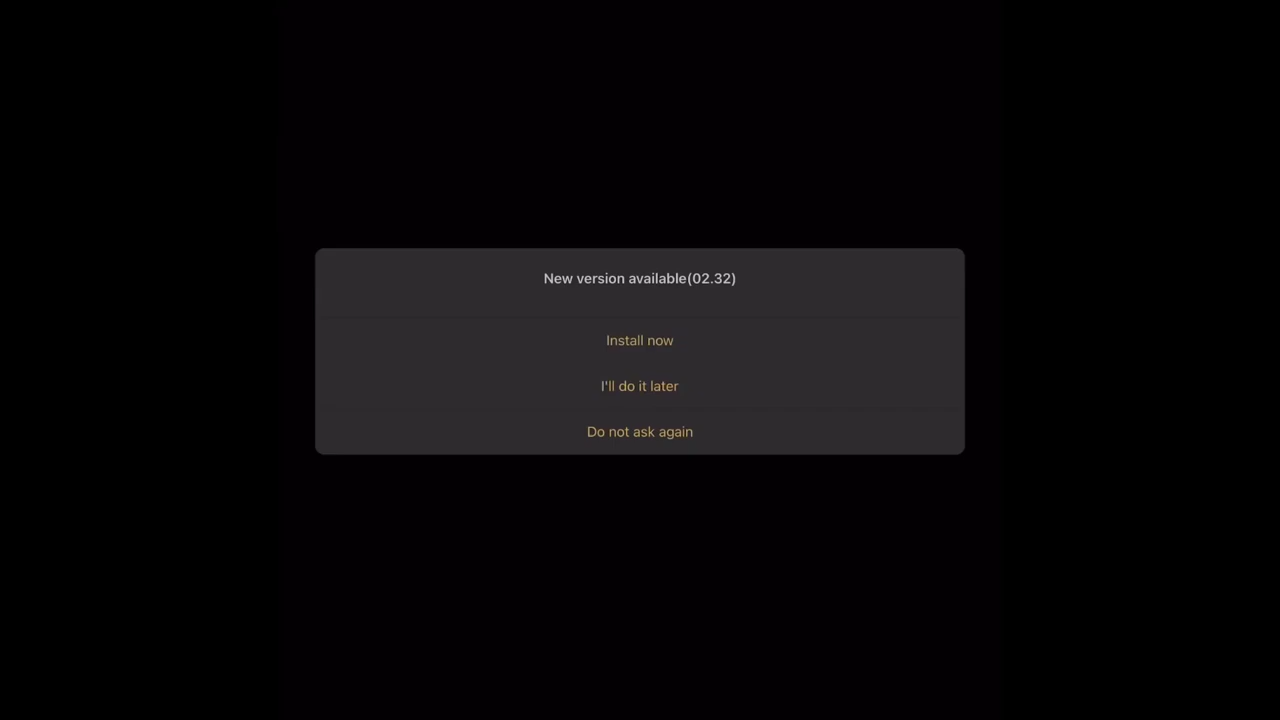 New version available(02.32)
Install now
I'll do it later
Do not ask again